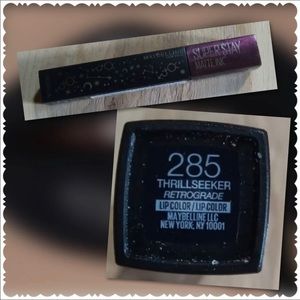 MAYBELLINE
SUPERSTAY
MATTE INK
285
THRILLSEEKER
RETROGRADE
LIP COLOR / LIP COLOR
MAYBELLINE LLC
NEW YORK, NY 10001